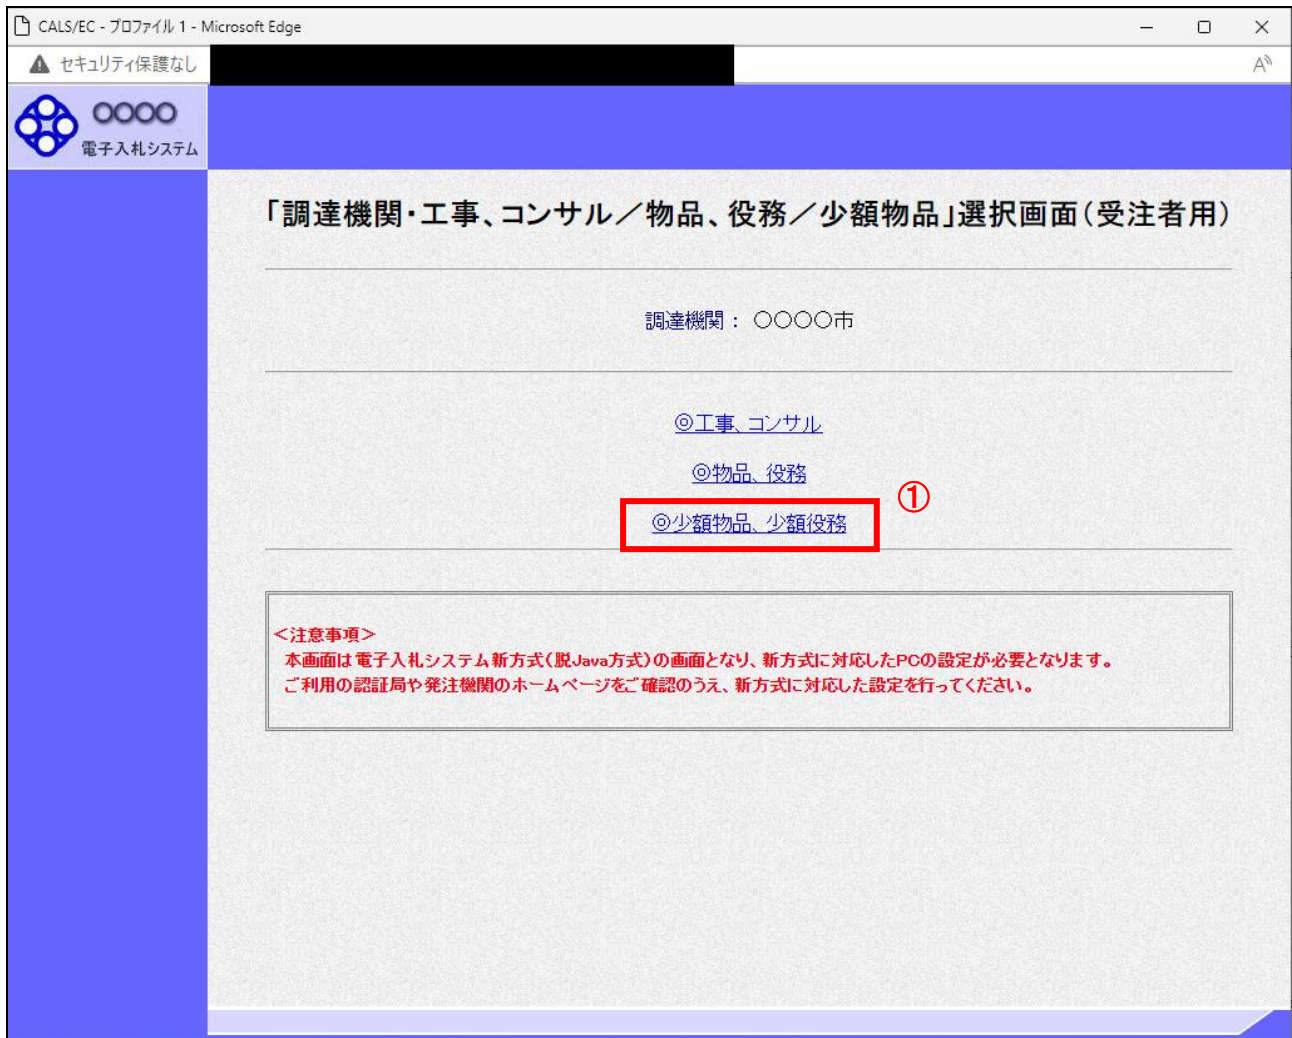 CALS/EC - プロファイル 1 - Microsoft Edge
セキュリティ保護なし
○○○○
電子入札システム
「調達機関・工事、コンサル／物品、役務／少額物品」選択画面（受注者用）
調達機関： ○○○○市
◎工事、コンサル
◎物品、役務
①
◎少額物品、少額役務
＜注意事項＞
本画面は電子入札システム新方式(脱Java方式)の画面となり、新方式に対応したPCの設定が必要となります。
ご利用の認証局や発注機関のホームページをご確認のうえ、新方式に対応した設定を行ってください。